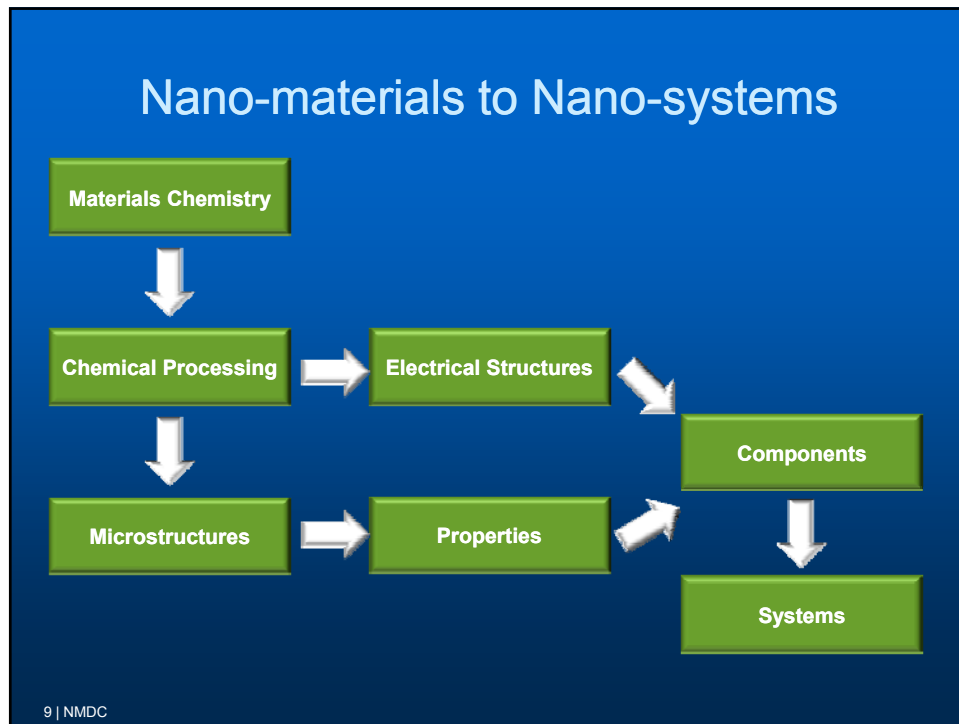 Nano-materials to Nano-systems
Materials Chemistry
Chemical Processing
Electrical Structures
Components
Microstructures
Properties
Systems
9 | NMDC